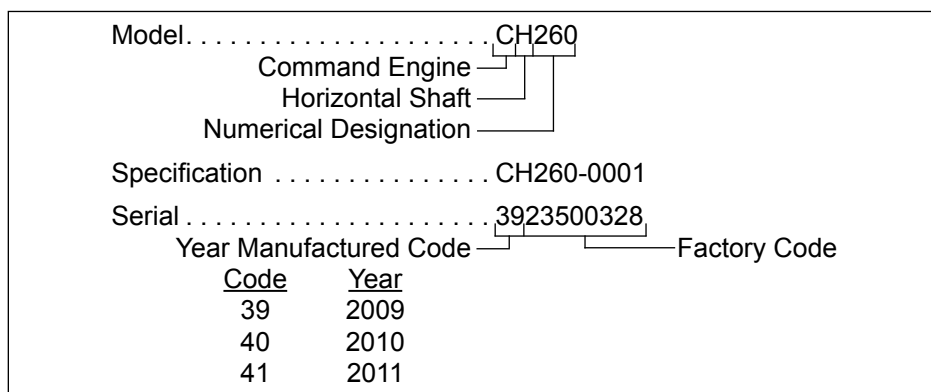 Model. . . . . . . . . . . . . . . . . . . . . CH260
Command Engine
Horizontal Shaft
Numerical Designation
Specification . . . . . . . . . . . . . . . CH260-0001
Serial . . . . . . . . . . . . . . . . . . . . . 3923500328
Year Manufactured Code Factory Code
Code Year
39 2009
40 2010
41 2011